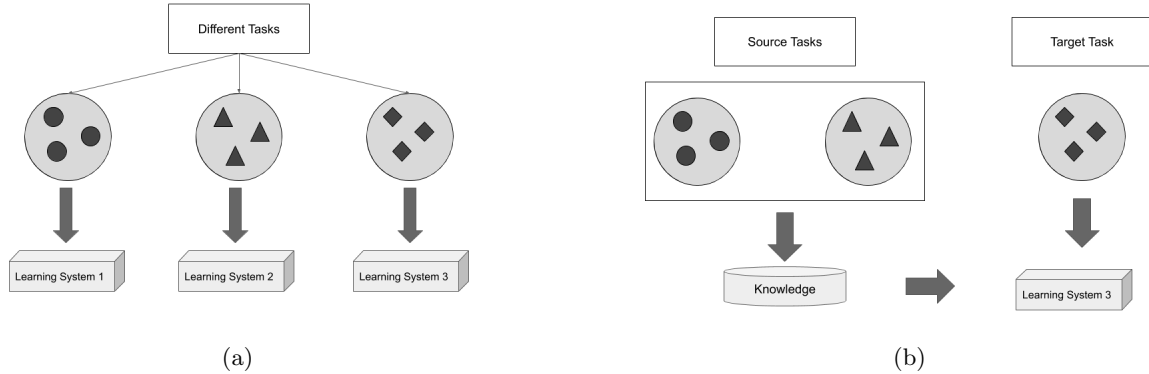 Different Tasks
Learning System 1
Learning System 2
Learning System 3
(a)
Source Tasks
Target Task
Knowledge
Learning System 3
(b)